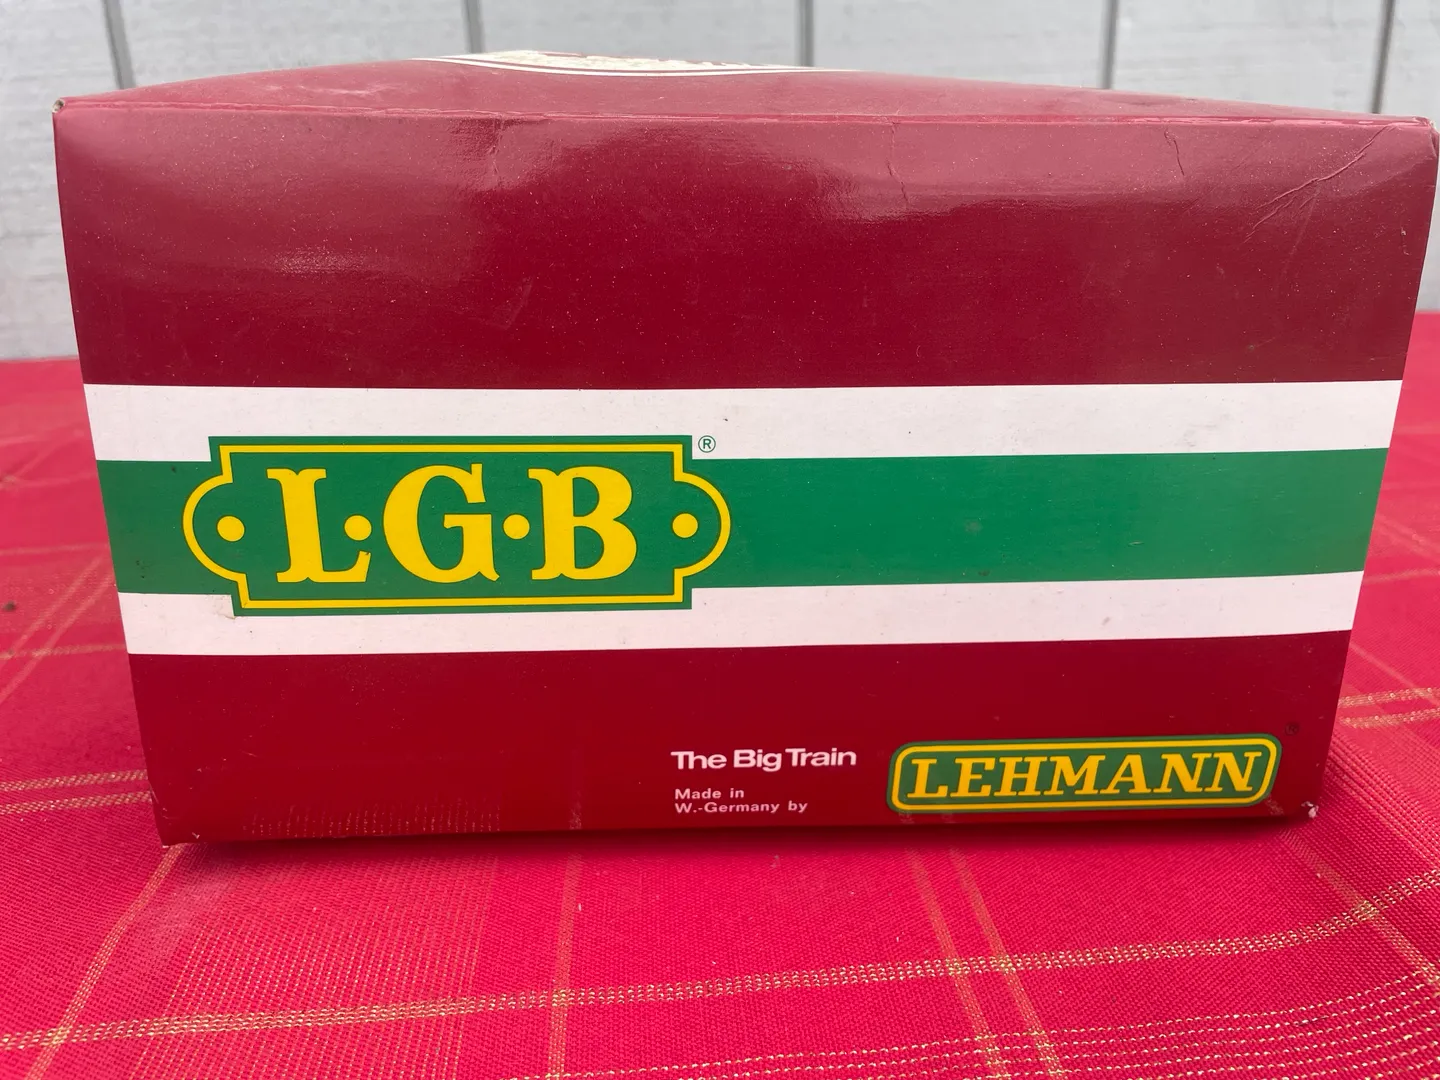 L·G·B ®
The Big Train
Made in
W.-Germany by
LEHMANN ®